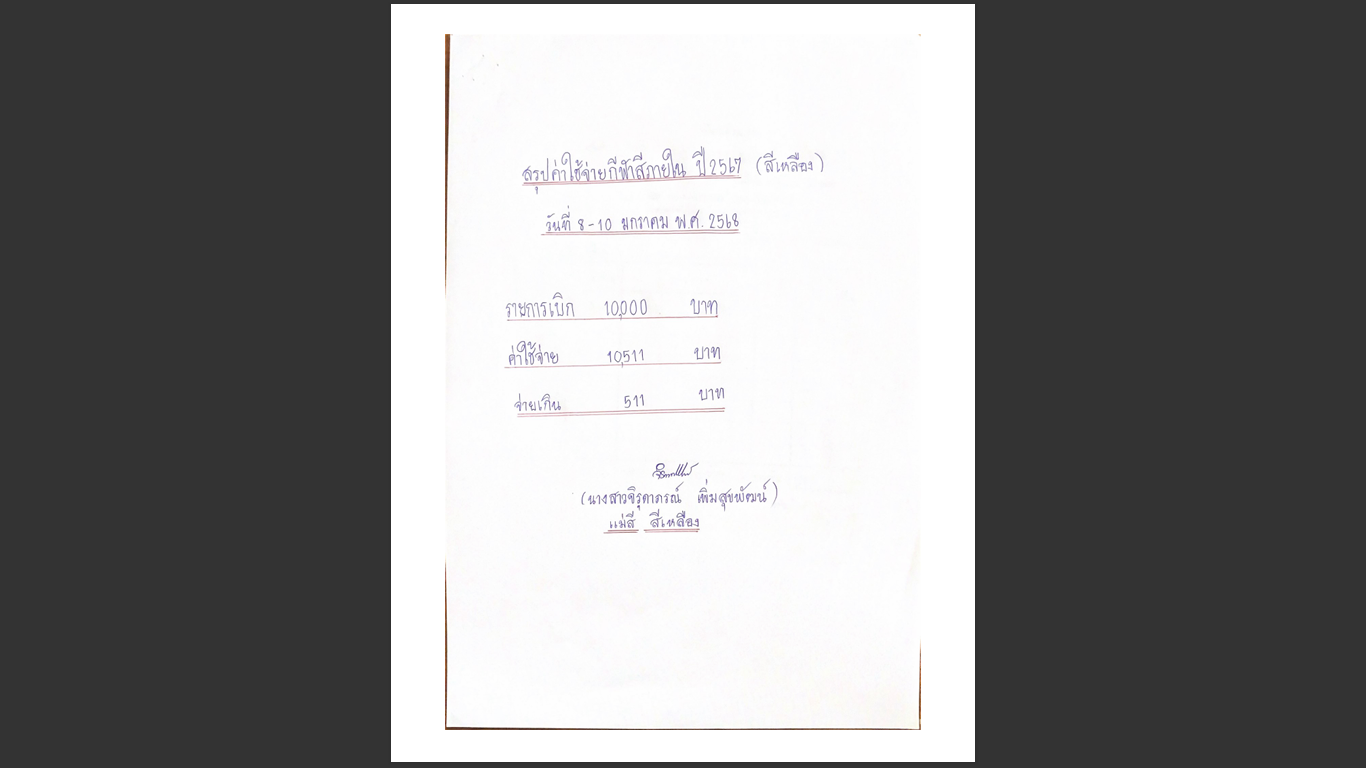 สรุปค่าใช้จ่ายกีฬาสีภายใน ปี 2567 (สีเหลือง)
วันที่ 8-10 มกราคม พ.ศ. 2568
รายการเบิก 10,000 บาท
ค่าใช้จ่าย 10,511 บาท
จ่ายเกิน 511 บาท
(นางสาวจิรุดาภรณ์ เพิ่มสุขพัฒน์)
แม่สี สีเหลือง